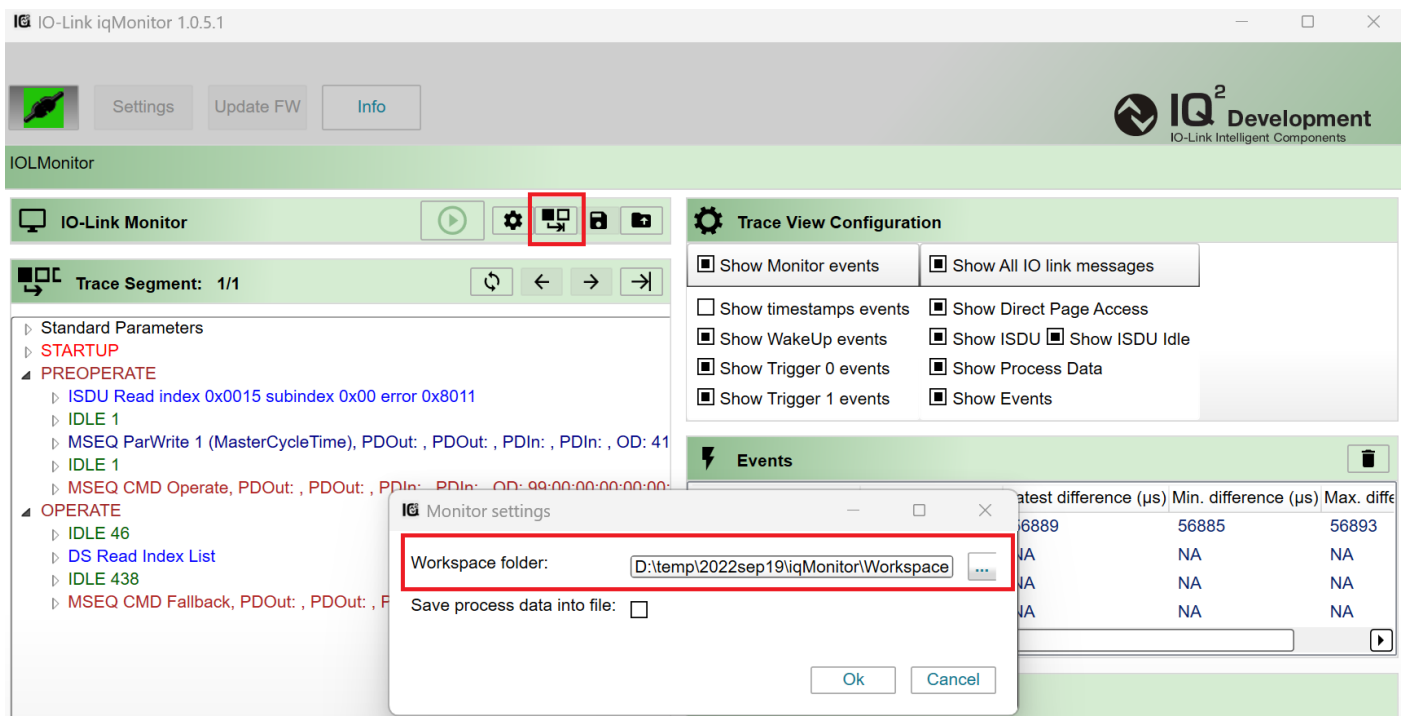 IO-Link iqMonitor 1.0.5.1
Settings
Update FW
Info
IQ2 Development
IO-Link Intelligent Components
IOLMonitor
IO-Link Monitor
Trace Segment: 1/1
Standard Parameters
STARTUP
PREOPERATE
ISDU Read index 0x0015 subindex 0x00 error 0x8011
IDLE 1
MSEQ ParWrite 1 (MasterCycleTime), PDOut: , PDOut: , PDIn: , PDIn: , OD: 41
IDLE 1
MSEQ CMD Operate, PDOut: , PDOut: , PDIn: , PDIn: , OD: 99:00:00:00:00:00:
OPERATE
IDLE 46
DS Read Index List
IDLE 438
MSEQ CMD Fallback, PDOut: , PDOut: , P
Trace View Configuration
Show Monitor events
Show All IO link messages
Show timestamps events
Show Direct Page Access
Show WakeUp events
Show ISDU
Show ISDU Idle
Show Trigger 0 events
Show Process Data
Show Trigger 1 events
Show Events
Events
atest difference (µs)
Min. difference (µs)
Max. diffe
56889
56885
56893
NA
NA
NA
NA
NA
NA
NA
NA
NA
Monitor settings
Workspace folder:
D:\temp\2022sep19\iqMonitor\Workspace
...
Save process data into file:
Ok
Cancel